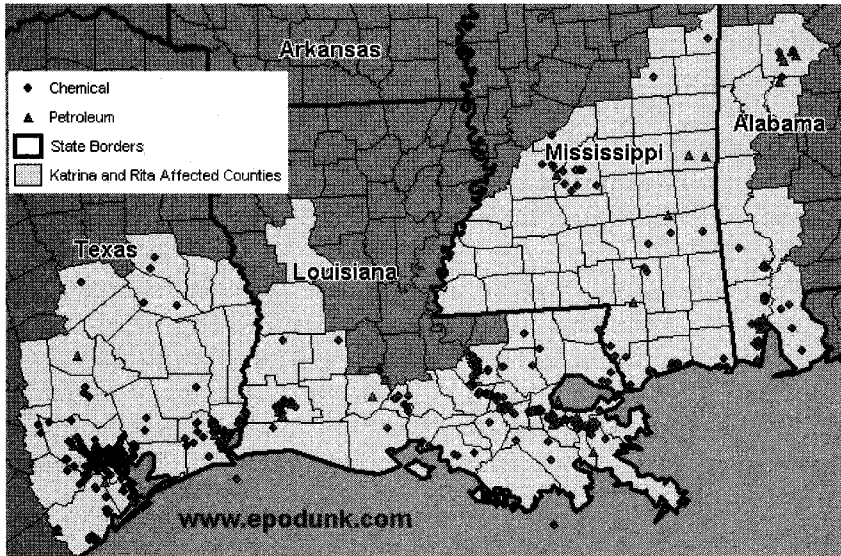 Arkansas
Chemical
Petroleum
State Borders
Katrina and Rita Affected Counties
Alabama
Mississippi
Texas
Louisiana
www.epodunk.com